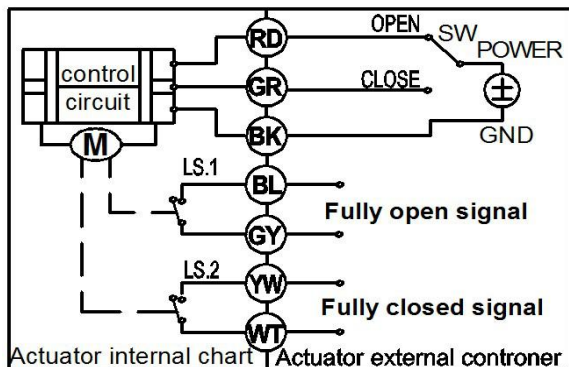 RD
OPEN
SW
POWER
control
circuit
GR
CLOSE
±
BK
GND
M
LS.1
BL
Fully open signal
GY
LS.2
YW
Fully closed signal
WT
Actuator internal chart
Actuator external controner